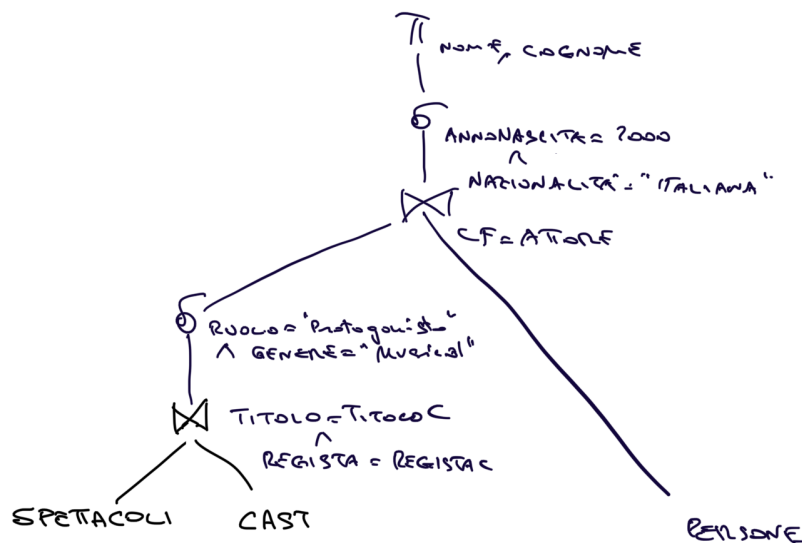 π NOME, COGNOME
σ ANNONASCITA = 2000
∧
NAZIONALITÀ = "ITALIANA"
⋈ CF = ATTORE
σ RUOLO = "Protagonista"
∧ GENERE = "Musical"
⋈ TITOLO = TITOLOC
∧
REGISTA = REGISTAC
SPETTACOLI CAST
PERSONE